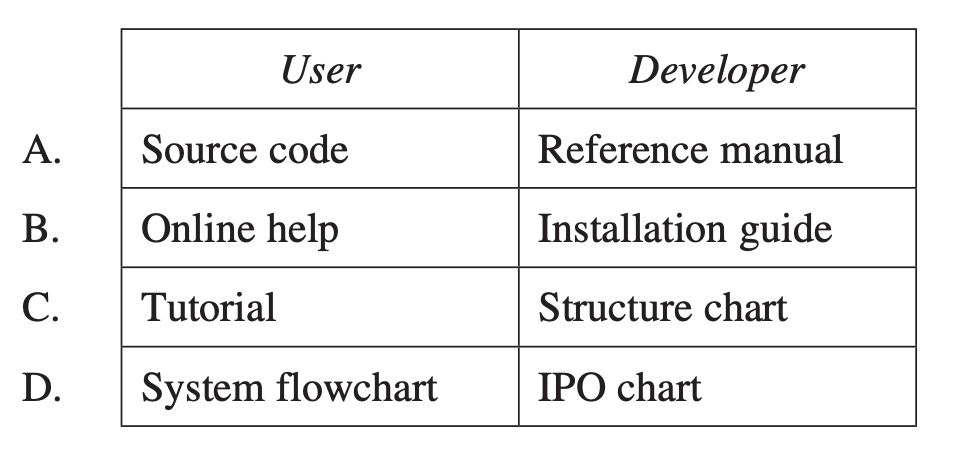 User Developer
A. Source code Reference manual
B. Online help Installation guide
C. Tutorial Structure chart
D. System flowchart IPO chart